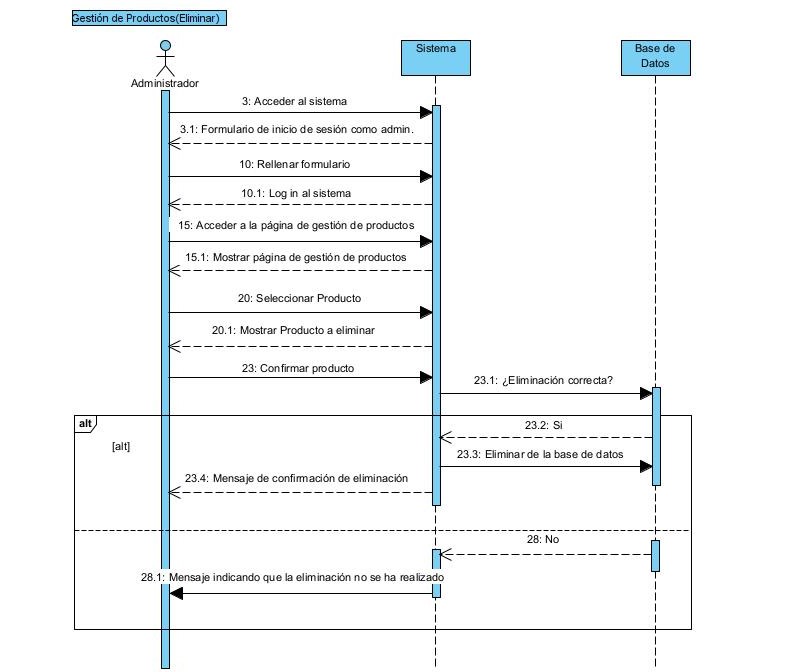 Gestión de Productos(Eliminar)
Administrador
Sistema
Base de
Datos
3: Acceder al sistema
3.1: Formulario de inicio de sesión como admin.
10: Rellenar formulario
10.1: Log in al sistema
15: Acceder a la página de gestión de productos
15.1: Mostrar página de gestión de productos
20: Seleccionar Producto
20.1: Mostrar Producto a eliminar
23: Confirmar producto
23.1: ¿Eliminación correcta?
alt
[alt]
23.2: Si
23.3: Eliminar de la base de datos
23.4: Mensaje de confirmación de eliminación
28: No
28.1: Mensaje indicando que la eliminación no se ha realizado